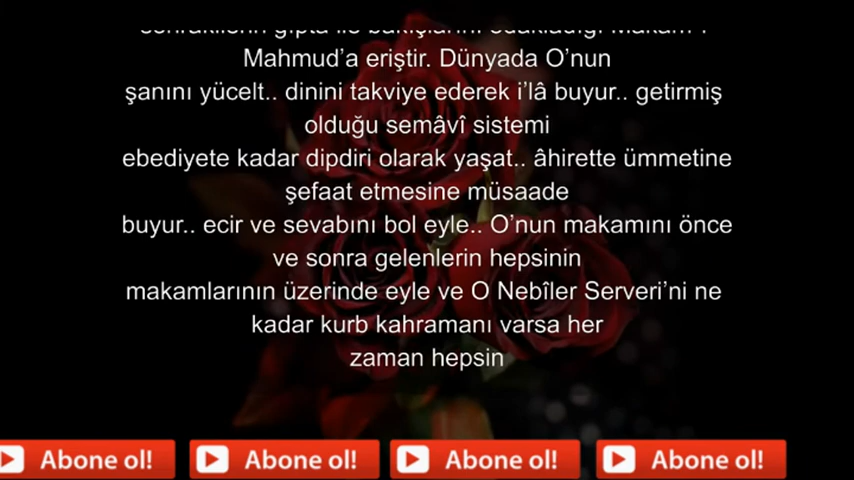 Mahmud’a eriştir. Dünyada O’nun
şanını yücelt.. dinini takviye ederek i’lâ buyur.. getirmiş
olduğu semâvî sistemi
ebediyete kadar dipdiri olarak yaşat.. âhirette ümmetine
şefaat etmesine müsaade
buyur.. ecir ve sevabını bol eyle.. O’nun makamını önce
ve sonra gelenlerin hepsinin
makamlarının üzerinde eyle ve O Nebîler Serveri’ni ne
kadar kurb kahramanı varsa her
zaman hepsin
Abone ol! Abone ol! Abone ol! Abone ol!